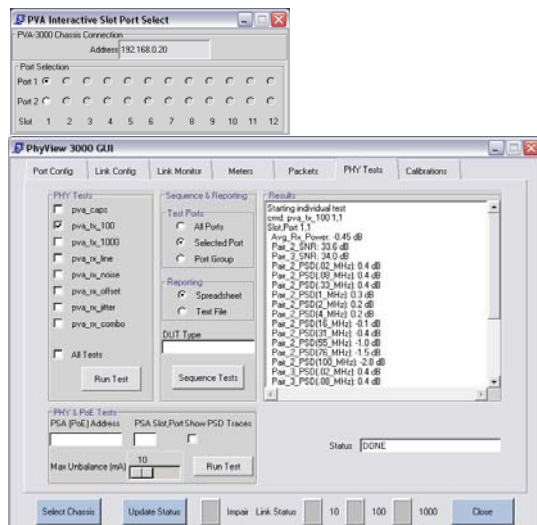 PVA Interactive Slot Port Select
PVA-3000 Chassis Connection
Address 192.168.0.20
Port Selection
Port 1
Port 2
Slot 1 2 3 4 5 6 7 8 9 10 11 12
PhyView 3000 GUI
Port Config Link Config Link Monitor Meters Packets PHY Tests Calibrations
PHY Tests
pva_caps
pva_tx_100
pva_tx_1000
pva_rx_line
pva_rx_noise
pva_rx_offset
pva_rx_jitter
pva_rx_combo
All Tests
Run Test
Sequence & Reporting
Test Ports
All Ports
Selected Port
Port Group
Reporting
Spreadsheet
Text File
DUT Type
Sequence Tests
Results
Starting individual test
cmd: pva_tx_100 1,1
Slot,Port 1,1
Avg_Rx_Power: -0.45 dB
Pair_2_SNR: 33.6 dB
Pair_3_SNR: 34.0 dB
Pair_2_PSD(.02_MHz): 0.4 dB
Pair_2_PSD(.08_MHz): 0.4 dB
Pair_2_PSD(.33_MHz): 0.4 dB
Pair_2_PSD(1_MHz): 0.3 dB
Pair_2_PSD(2_MHz): 0.2 dB
Pair_2_PSD(4_MHz): 0.2 dB
Pair_2_PSD(16_MHz): -0.1 dB
Pair_2_PSD(31_MHz): -0.4 dB
Pair_2_PSD(55_MHz): -1.0 dB
Pair_2_PSD(76_MHz): -1.5 dB
Pair_2_PSD(100_MHz): -2.0 dB
Pair_3_PSD(.02_MHz): 0.4 dB
Pair_3_PSD(.08_MHz): 0.4 dB
PHY & PoE Tests
PSA (PoE) Address PSA Slot,Port Show PSD Traces
Max Unbalance (mA) 10
Run Test
Status DONE
Select Chassis Update Status Impair Link Status 10 100 1000 Close